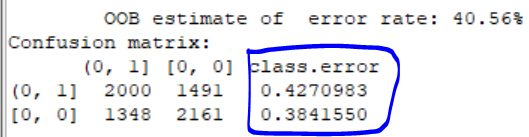 OOB estimate of  error rate: 40.56%
Confusion matrix:
(0, 1] [0, 0] class.error
(0, 1]   2000   1491   0.4270983
[0, 0]   1348   2161   0.3841550